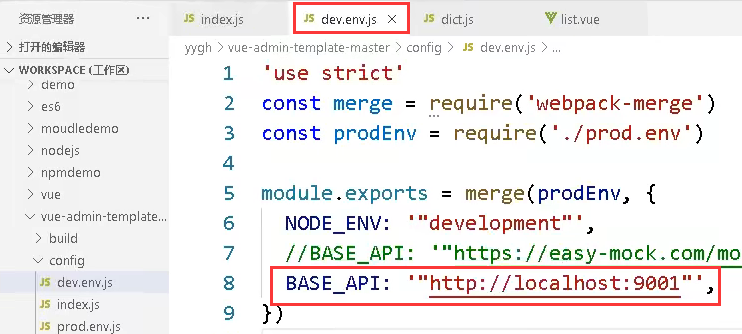 资源管理器
打开的编辑器
WORKSPACE (工作区)
demo
es6
moudledemo
nodejs
npmdemo
vue
vue-admin-template...
build
config
JS dev.env.js
JS index.js
JS prod.env.js
JS index.js
JS dev.env.js ×
JS dict.js
list.vue
yygh > vue-admin-template-master > config > JS dev.env.js > ...
1 'use strict'
2 const merge = require('webpack-merge')
3 const prodEnv = require('./prod.env')
4
5 module.exports = merge(prodEnv, {
6 NODE_ENV: '"development"',
7 //BASE_API: '"https://easy-mock.com/mo
8 BASE_API: '"http://localhost:9001"',
9 })